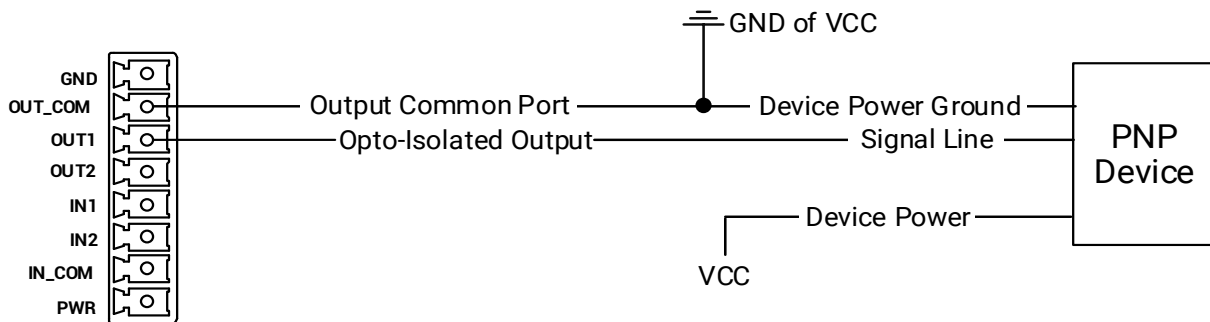 GND of VCC
GND
OUT_COM
Output Common Port
Device Power Ground
OUT1
Opto-Isolated Output
Signal Line
PNP
Device
OUT2
IN1
Device Power
IN2
VCC
IN_COM
PWR